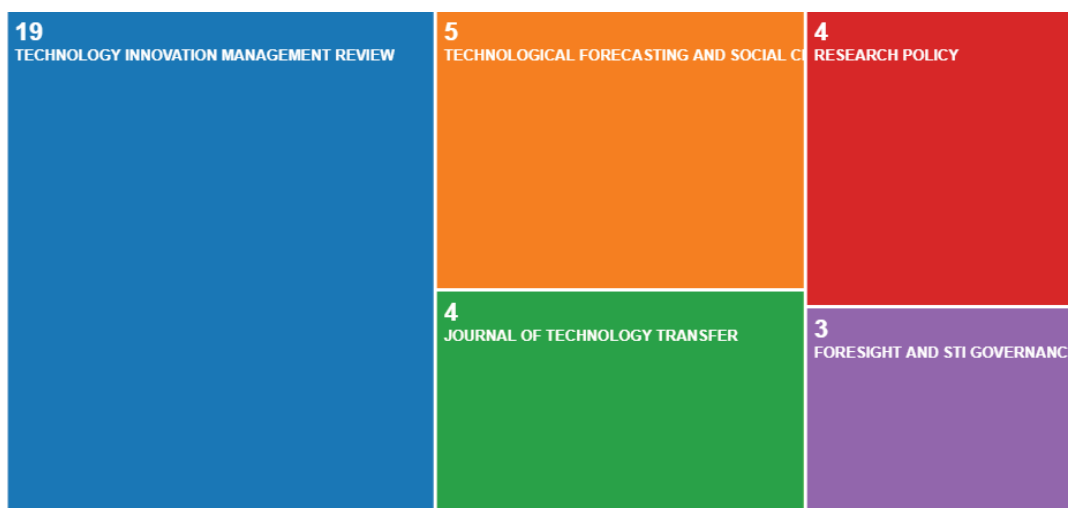 19
TECHNOLOGY INNOVATION MANAGEMENT REVIEW
5
TECHNOLOGICAL FORECASTING AND SOCIAL C
4
RESEARCH POLICY
4
JOURNAL OF TECHNOLOGY TRANSFER
3
FORESIGHT AND STI GOVERNANC